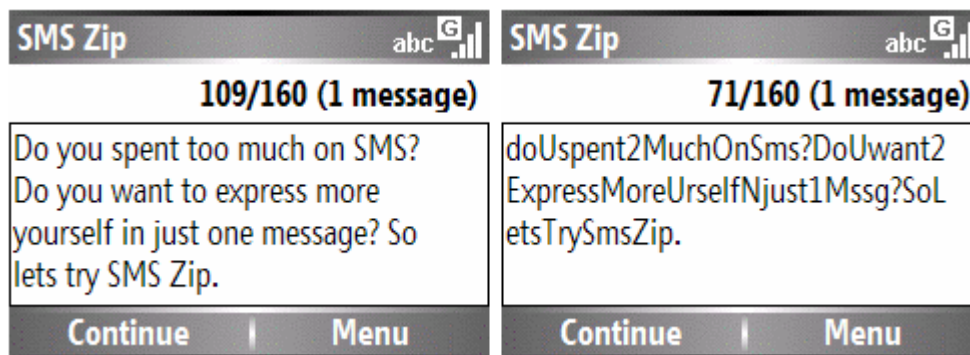 SMS Zip
abc G
109/160 (1 message)
Do you spent too much on SMS?
Do you want to express more
yourself in just one message? So
lets try SMS Zip.
Continue Menu
SMS Zip
abc G
71/160 (1 message)
doUspent2MuchOnSms?DoUwant2
ExpressMoreUrselfNjust1Mssg?SoL
etsTrySmsZip.
Continue Menu